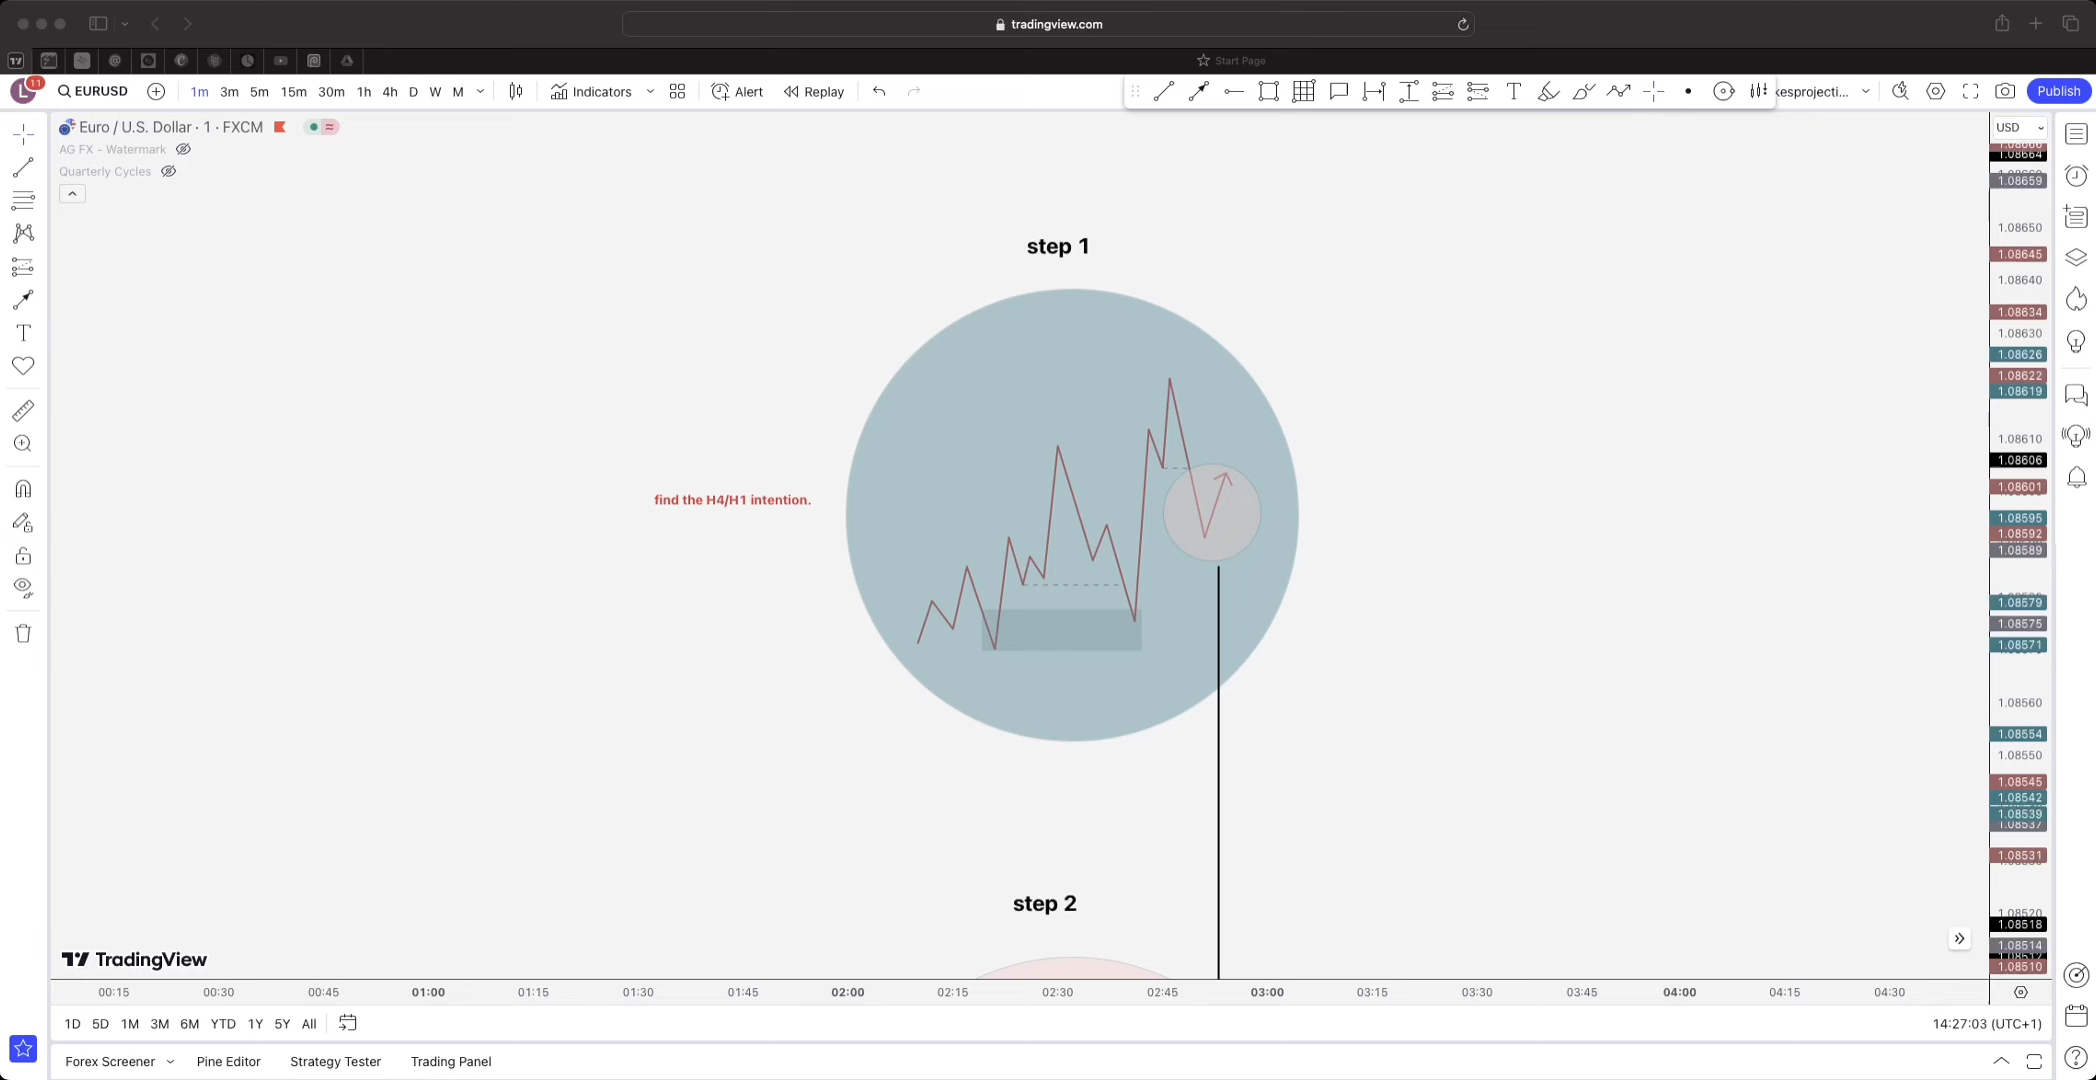 tradingview.com
Start Page
L 11
EURUSD
1m 3m 5m 15m 30m 1h 4h D W M
Indicators
Alert
Replay
kesprojecti...
Publish
Euro / U.S. Dollar · 1 · FXCM
AG FX - Watermark
Quarterly Cycles
USD
step 1
find the H4/H1 intention.
step 2
1.08664
1.08659
1.08650
1.08645
1.08640
1.08634
1.08630
1.08626
1.08622
1.08619
1.08610
1.08606
1.08601
1.08595
1.08592
1.08589
1.08579
1.08575
1.08571
1.08560
1.08554
1.08550
1.08545
1.08542
1.08539
1.08537
1.08531
1.08520
1.08518
1.08514
1.08512
1.08510
TradingView
00:15 00:30 00:45 01:00 01:15 01:30 01:45 02:00 02:15 02:30 02:45 03:00 03:15 03:30 03:45 04:00 04:15 04:30
1D 5D 1M 3M 6M YTD 1Y 5Y All
14:27:03 (UTC+1)
Forex Screener Pine Editor Strategy Tester Trading Panel